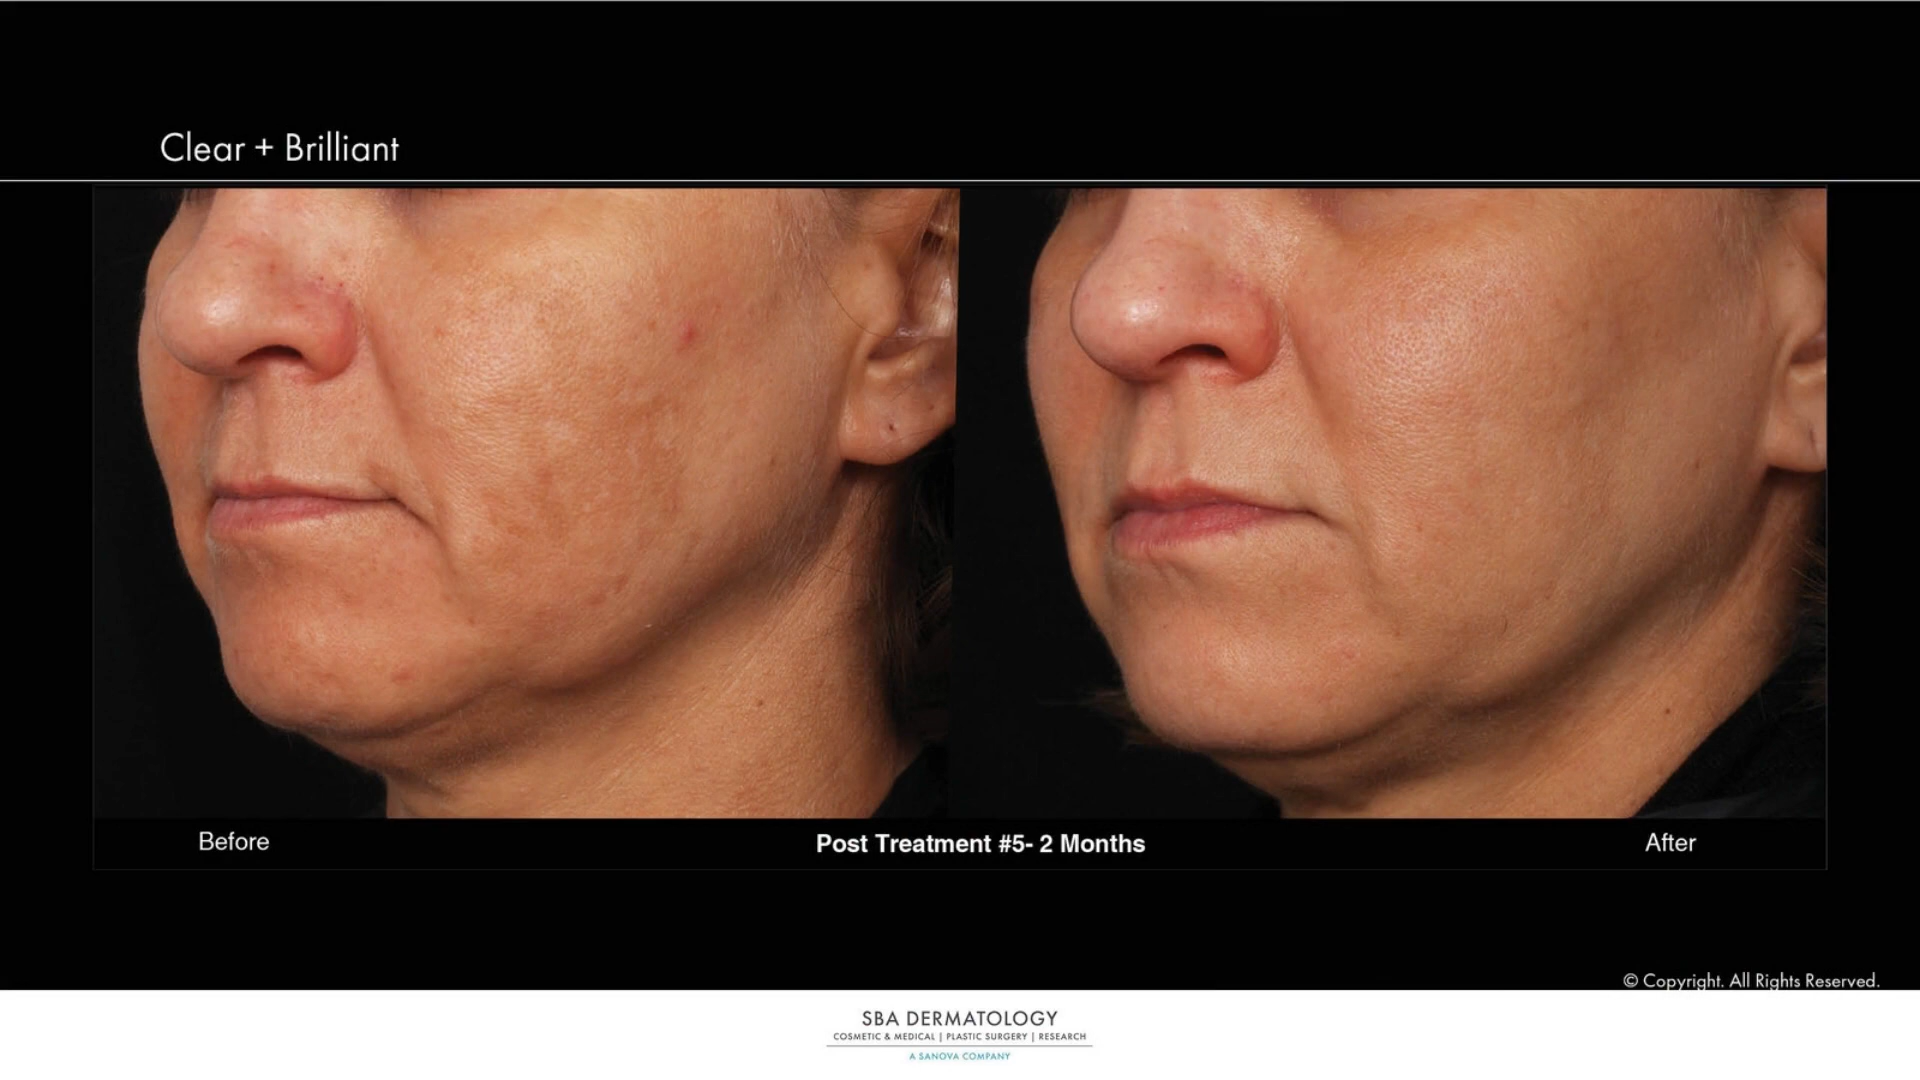 Clear + Brilliant
Before
Post Treatment #5- 2 Months
After
© Copyright. All Rights Reserved.
SBA DERMATOLOGY
COSMETIC & MEDICAL | PLASTIC SURGERY | RESEARCH
A SANOVA COMPANY